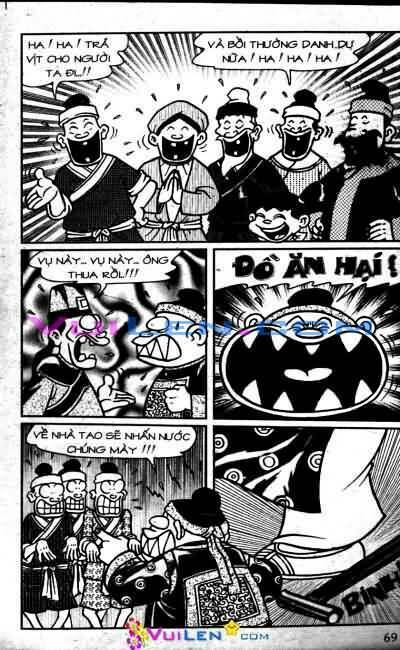 HA! HA! TRẢ
VỊT CHO NGƯỜI
TA ĐI..!!
VÀ BỒI THƯỜNG DANH DỰ
NỮA! HA! HA! HA!
VỤ NÀY... VỤ NÀY... ÔNG
THUA RỒI!!!
ĐỒ ĂN HẠI!
VUILEN.COM
VỀ NHÀ TAO SẼ NHẤN NƯỚC
CHÚNG MÀY !!!
69
VUILEN.COM